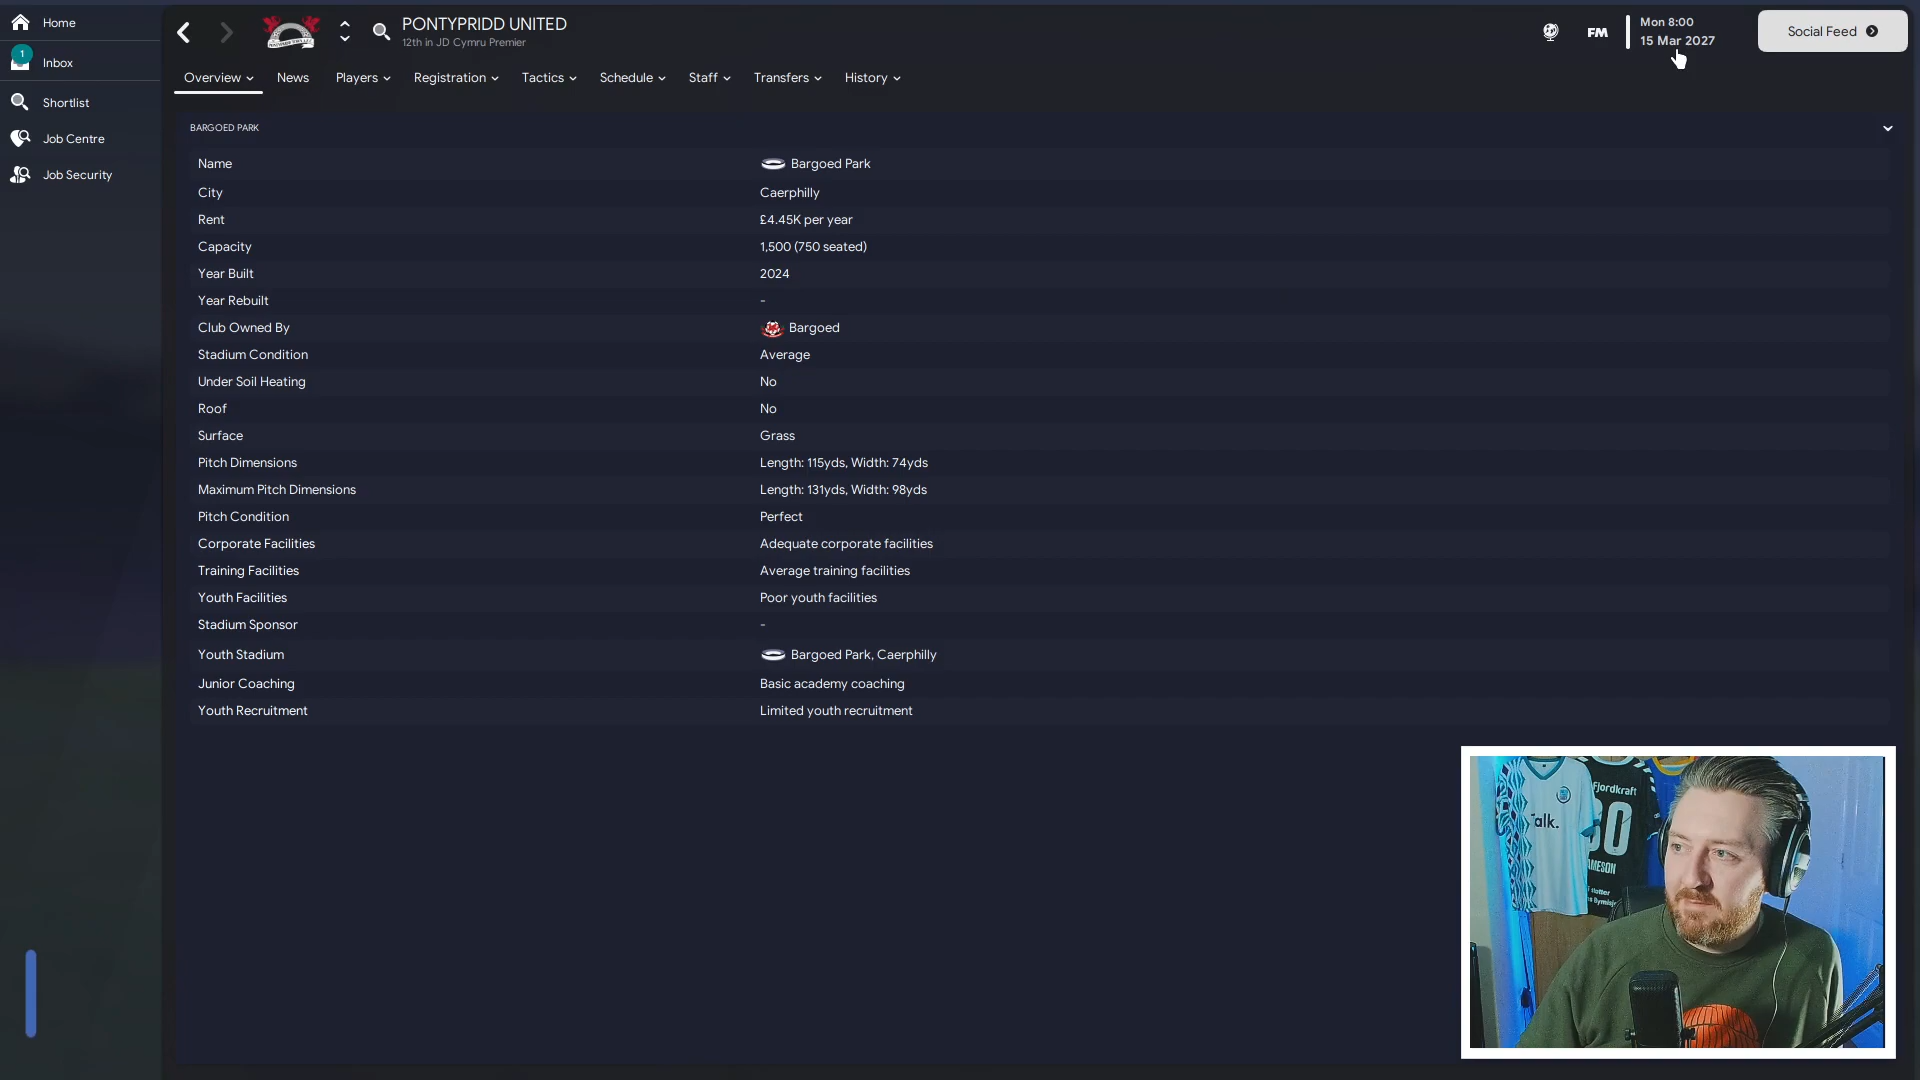 Home
1
Inbox
Shortlist
Job Centre
Job Security
PONTYPRIDD UNITED
12th in JD Cymru Premier
FM
Mon 8:00
15 Mar 2027
Social Feed
Overview
News
Players
Registration
Tactics
Schedule
Staff
Transfers
History
BARGOED PARK
Name Bargoed Park
City Caerphilly
Rent £4.45K per year
Capacity 1,500 (750 seated)
Year Built 2024
Year Rebuilt -
Club Owned By Bargoed
Stadium Condition Average
Under Soil Heating No
Roof No
Surface Grass
Pitch Dimensions Length: 115yds, Width: 74yds
Maximum Pitch Dimensions Length: 131yds, Width: 98yds
Pitch Condition Perfect
Corporate Facilities Adequate corporate facilities
Training Facilities Average training facilities
Youth Facilities Poor youth facilities
Stadium Sponsor -
Youth Stadium Bargoed Park, Caerphilly
Junior Coaching Basic academy coaching
Youth Recruitment Limited youth recruitment
Fjordkraft
Talk.